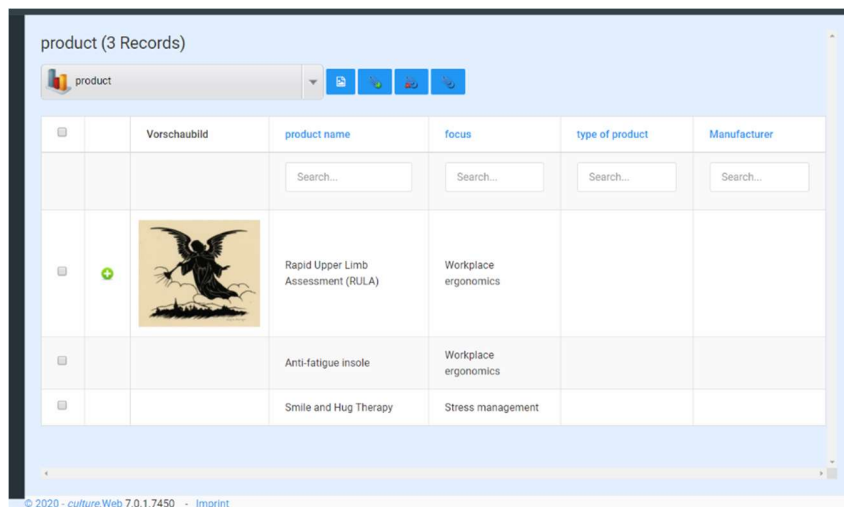 product (3 Records)
product
Vorschaubild product name focus type of product Manufacturer
Search... Search... Search... Search...
Rapid Upper Limb
Assessment (RULA)
Workplace
ergonomics
Anti-fatigue insole
Workplace
ergonomics
Smile and Hug Therapy Stress management
© 2020 - culture.Web 7.0.1.7450 - Imprint